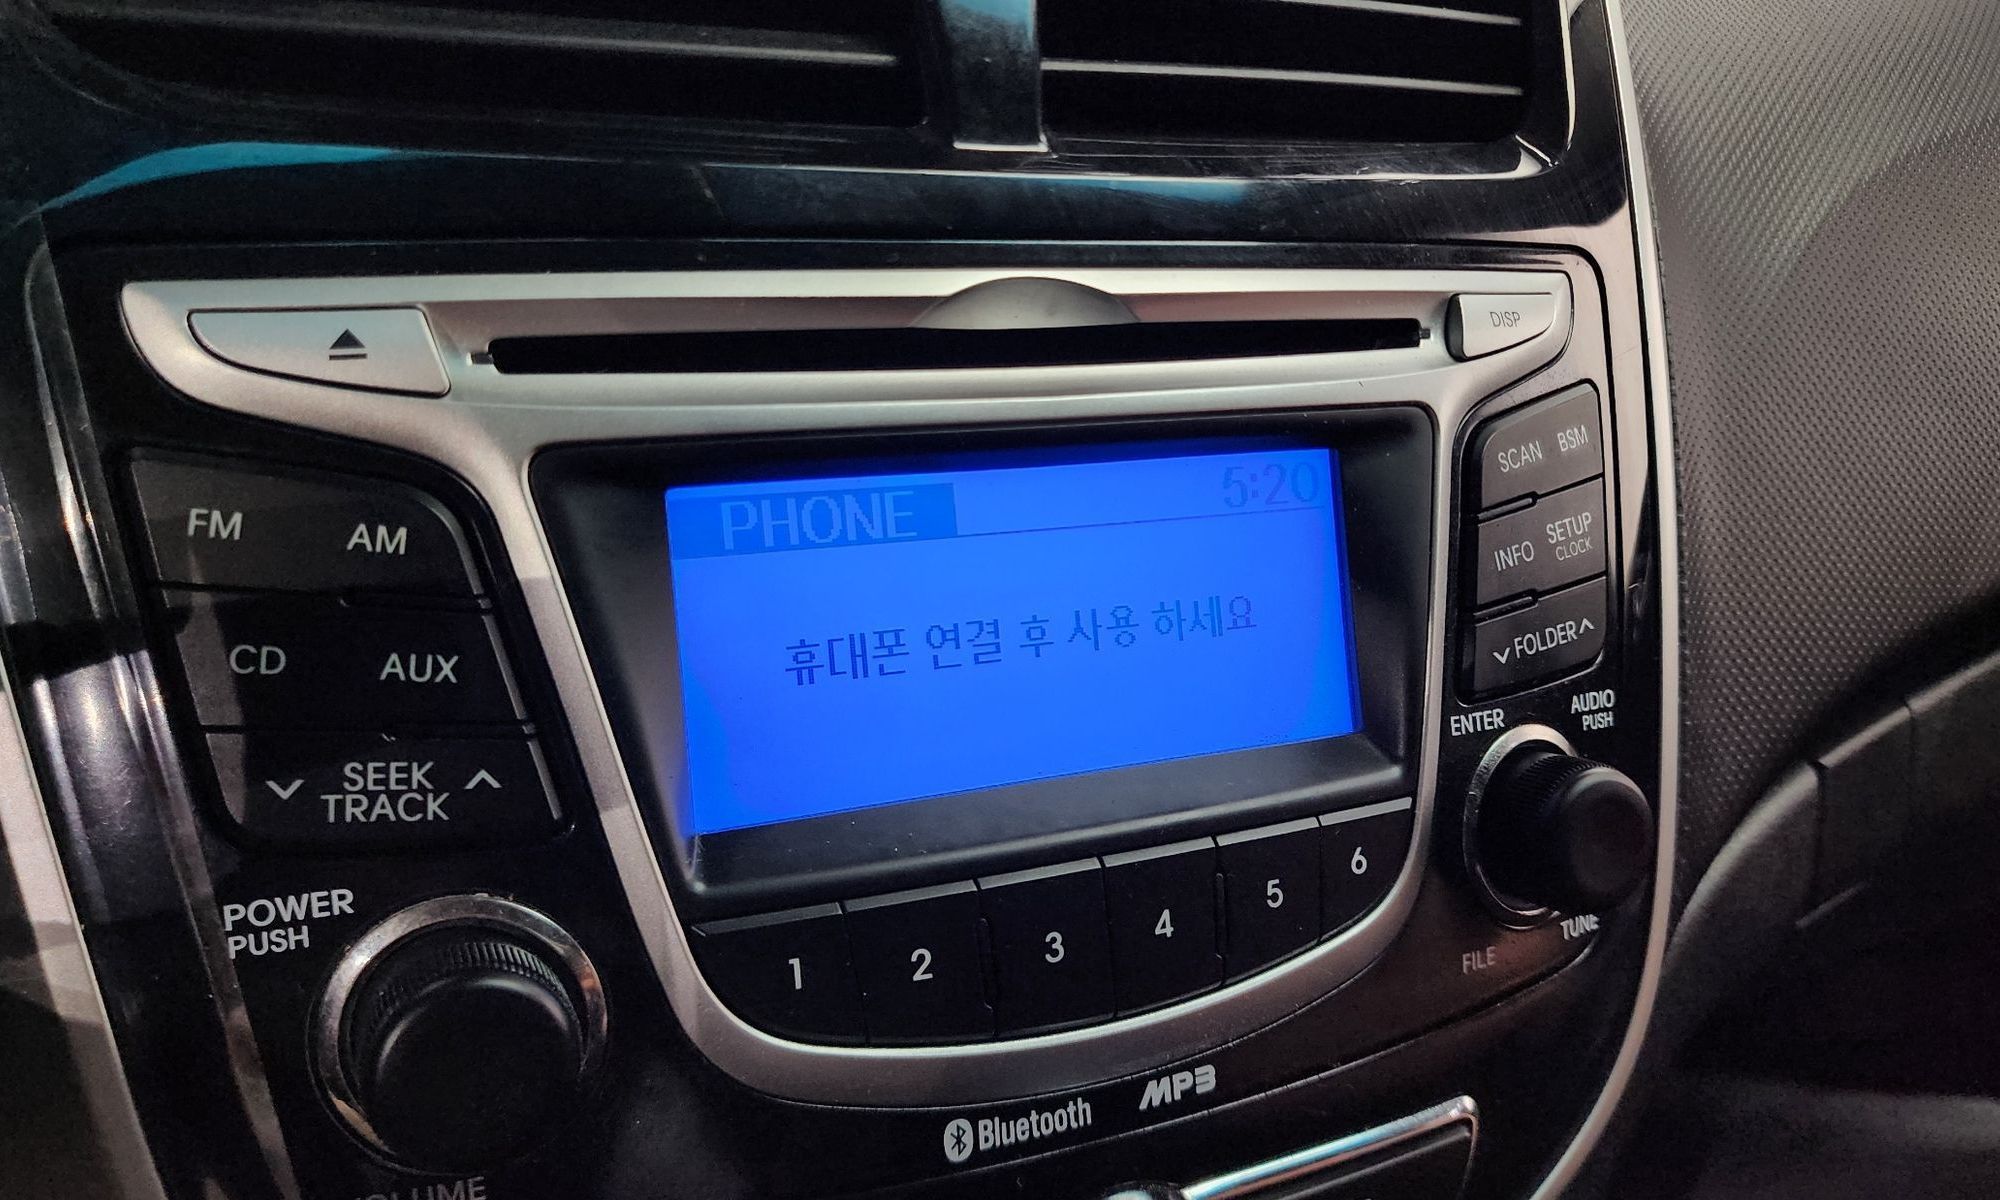 DISP
SCAN BSM
FM AM
PHONE 5:20
INFO SETUP
CLOCK
휴대폰 연결 후 사용 하세요
CD AUX
FOLDER
SEEK
TRACK
ENTER AUDIO
PUSH
POWER
PUSH
1 2 3 4 5 6
FILE TUNE
MP3
Bluetooth
VOLUME